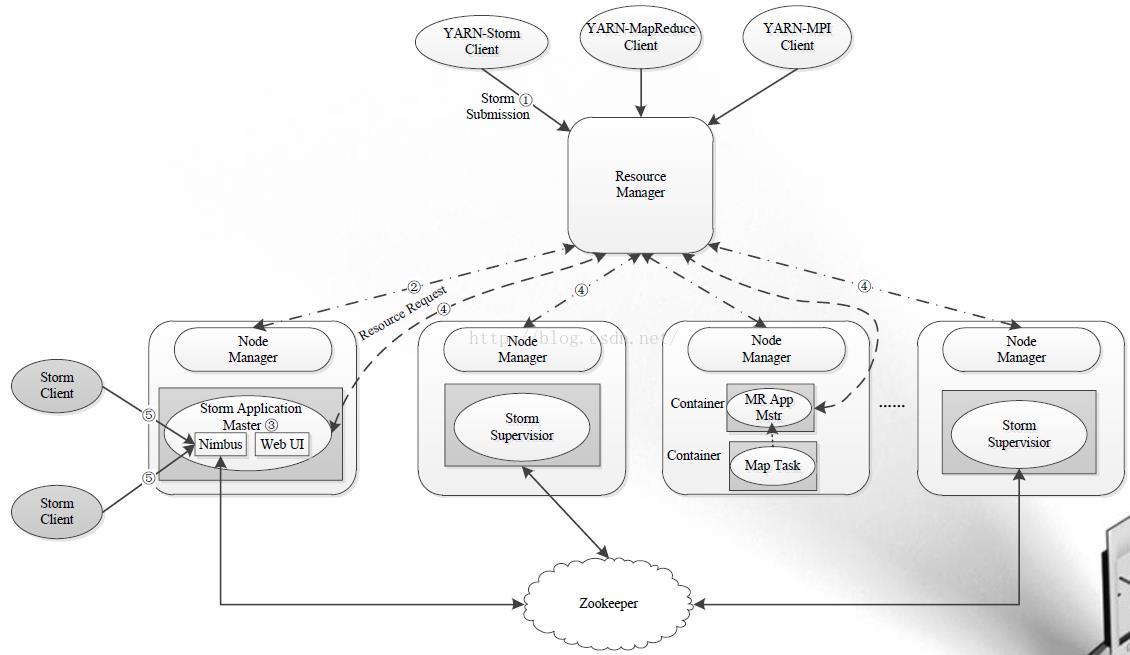 YARN-Storm
Client
YARN-MapReduce
Client
YARN-MPI
Client
Storm ①
Submission
Resource
Manager
②
Resource Request
④
④
④
https://blog.csdn.net/
Node
Manager
Node
Manager
Node
Manager
Node
Manager
Storm
Client
⑤
Storm Application
Master ③
Nimbus
Web UI
Storm
Supervisior
Container
MR App
Mstr
Container
Map Task
......
Storm
Supervisior
⑤
Storm
Client
Zookeeper